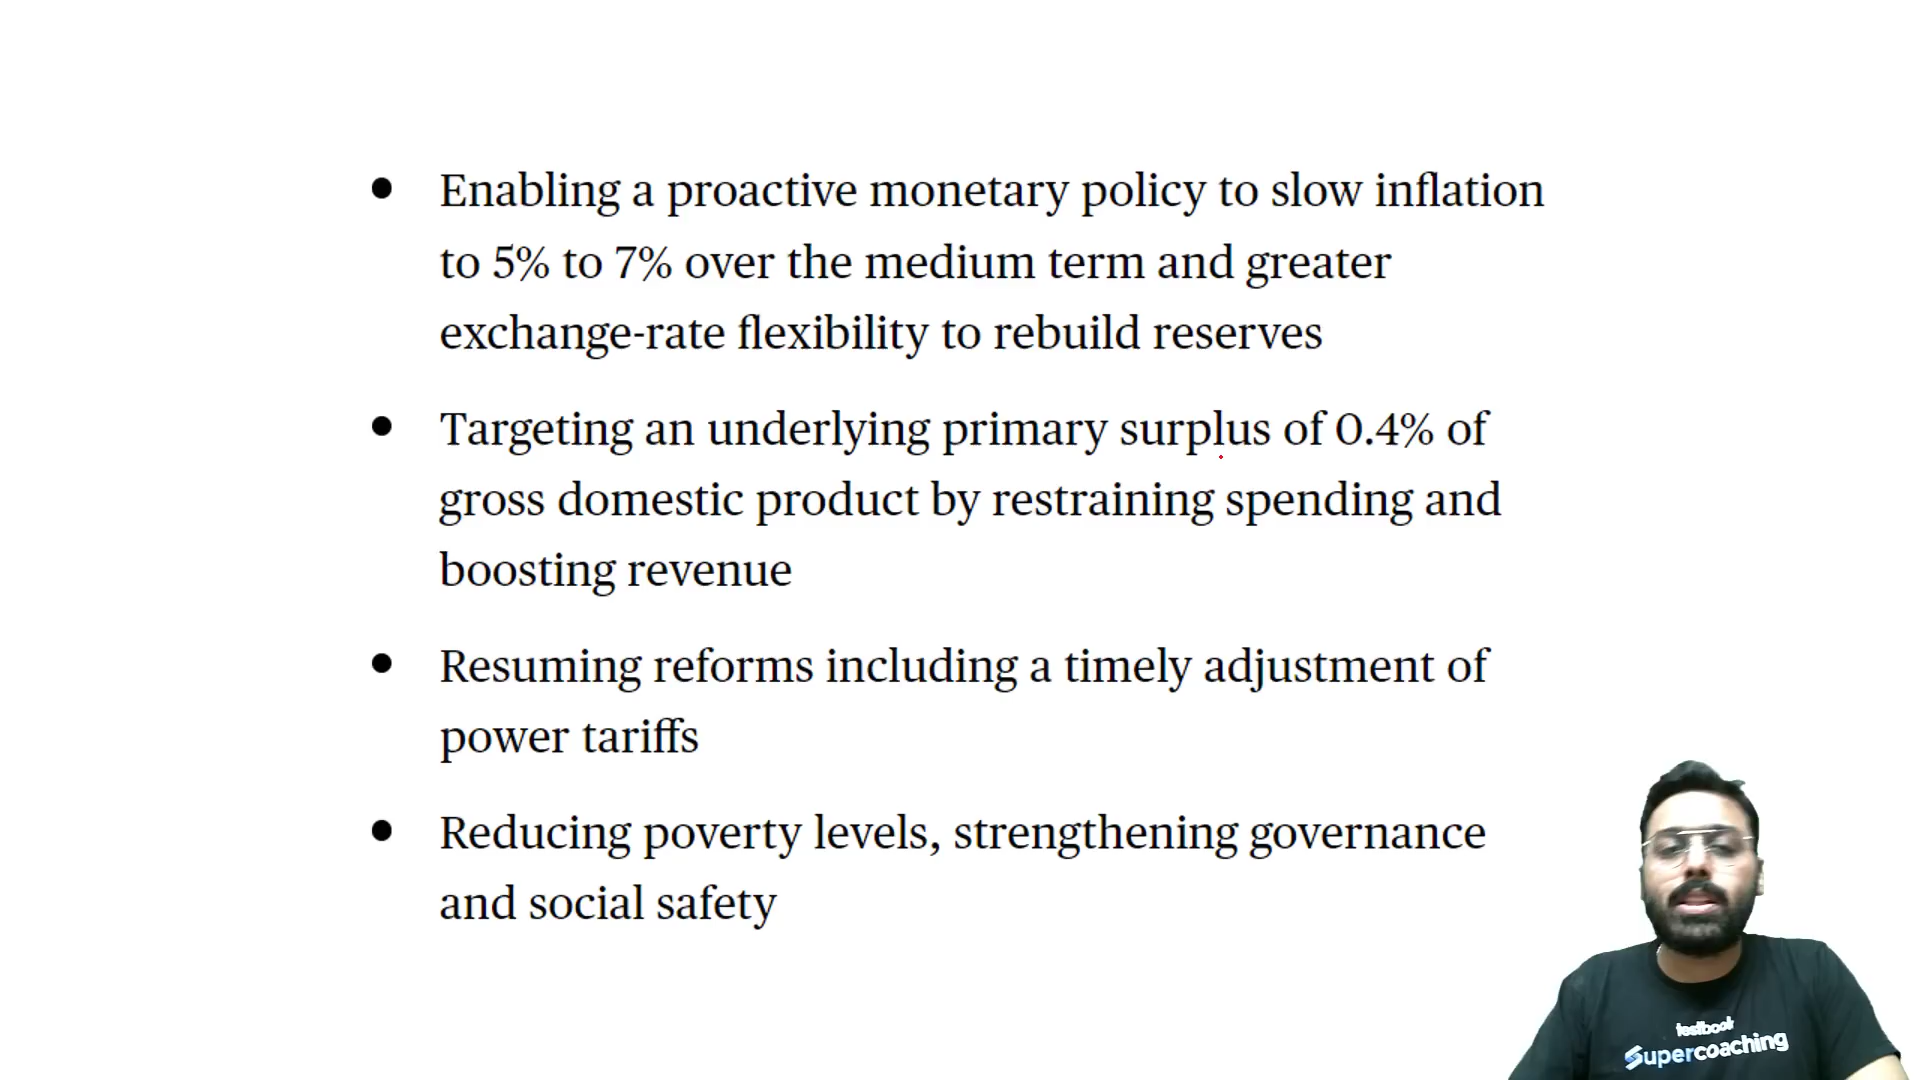 • Enabling a proactive monetary policy to slow inflation
to 5% to 7% over the medium term and greater
exchange-rate flexibility to rebuild reserves
• Targeting an underlying primary surplus of 0.4% of
gross domestic product by restraining spending and
boosting revenue
• Resuming reforms including a timely adjustment of
power tariffs
• Reducing poverty levels, strengthening governance
and social safety
testbook
Supercoaching